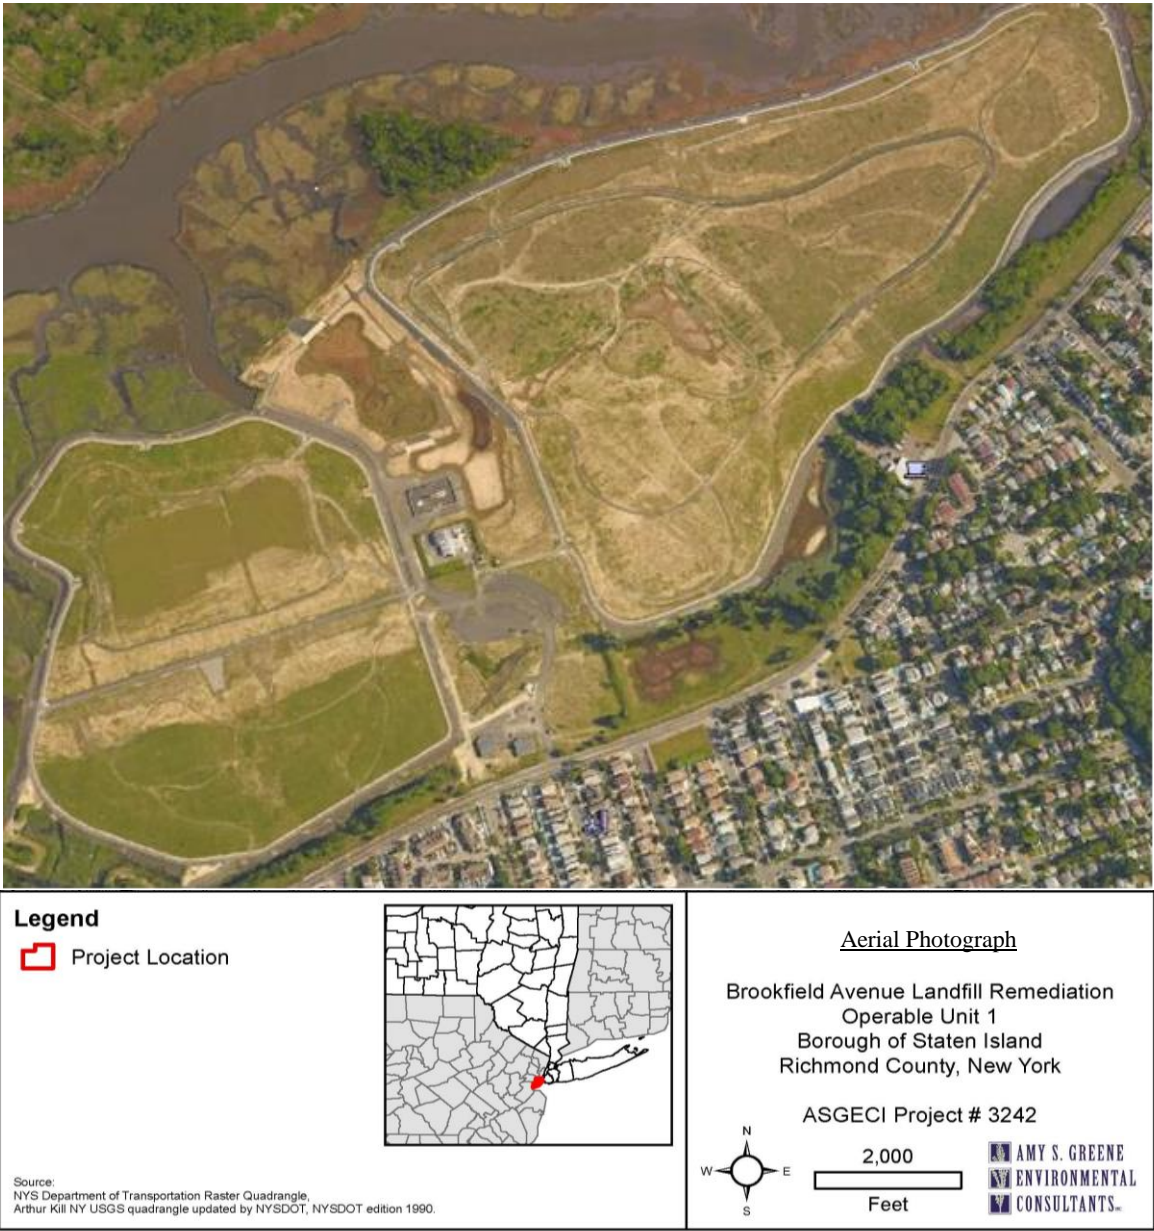 Legend
Project Location
Source:
NYS Department of Transportation Raster Quadrangle,
Arthur Kill NY USGS quadrangle updated by NYSDOT, NYSDOT edition 1990.
Aerial Photograph
Brookfield Avenue Landfill Remediation
Operable Unit 1
Borough of Staten Island
Richmond County, New York
ASGECI Project # 3242
N
W
E
S
2,000
Feet
AMY S. GREENE
ENVIRONMENTAL
CONSULTANTS